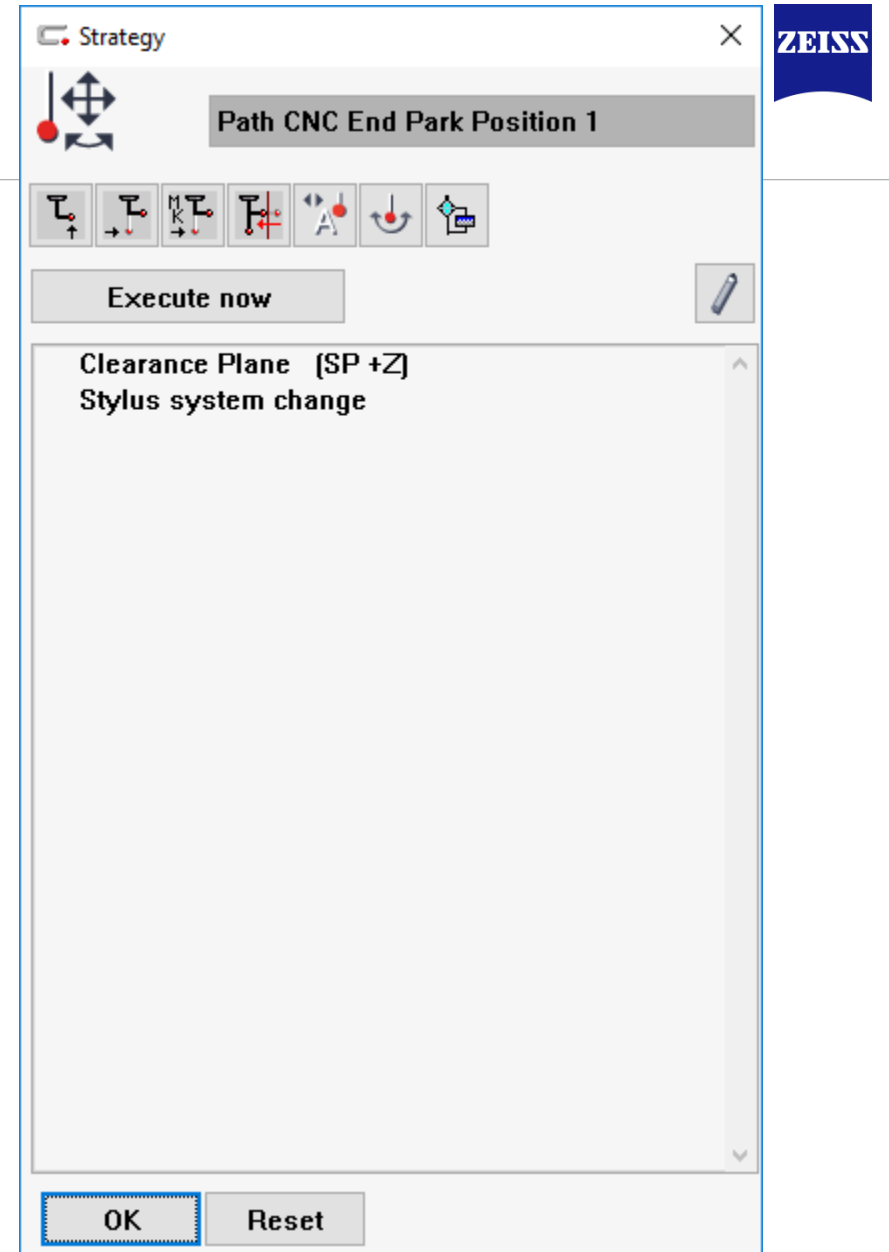 Strategy
ZEISS
Path CNC End Park Position 1
M
K
A
Execute now
Clearance Plane (SP +Z)
Stylus system change
OK
Reset